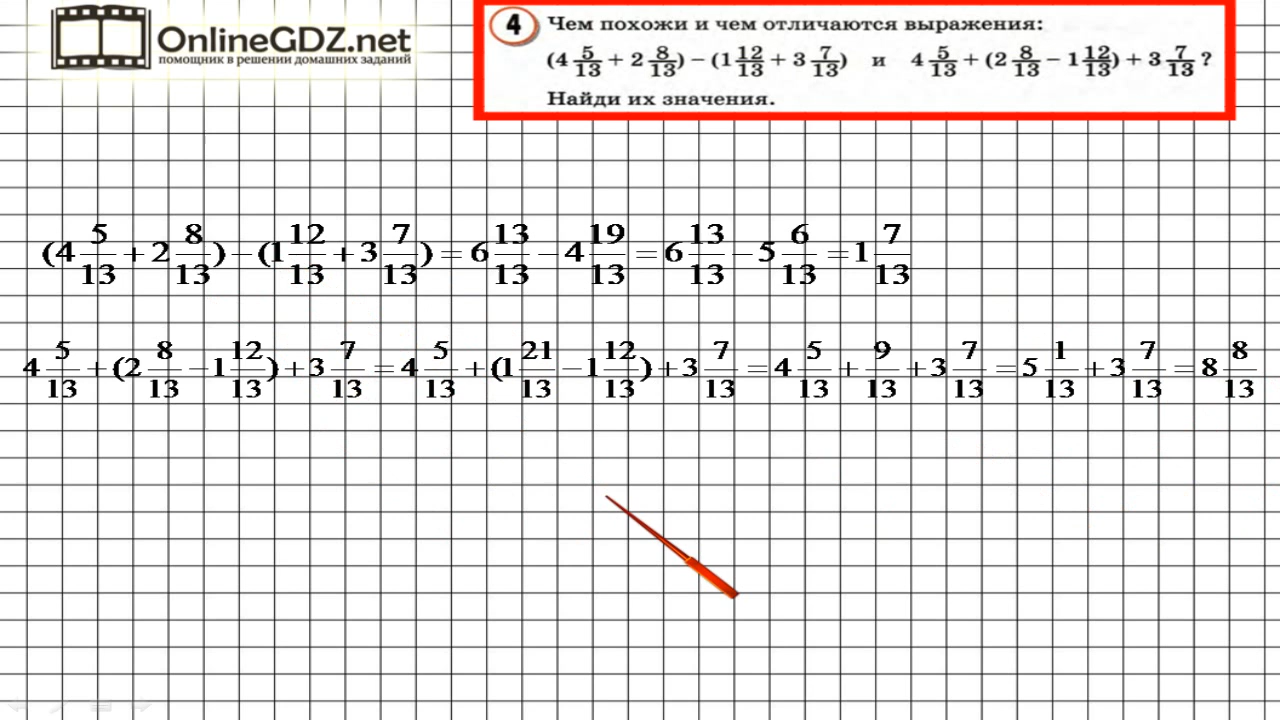 OnlineGDZ.net
помощник в решении домашних заданий
4 Чем похожи и чем отличаются выражения:
(4 5/13 + 2 8/13) − (1 12/13 + 3 7/13) и 4 5/13 + (2 8/13 − 1 12/13) + 3 7/13 ?
Найди их значения.
(4 5/13 + 2 8/13) − (1 12/13 + 3 7/13) = 6 13/13 − 4 19/13 = 6 13/13 − 5 6/13 = 1 7/13
4 5/13 + (2 8/13 − 1 12/13) + 3 7/13 = 4 5/13 + (1 21/13 − 1 12/13) + 3 7/13 = 4 5/13 + 9/13 + 3 7/13 = 5 1/13 + 3 7/13 = 8 8/13